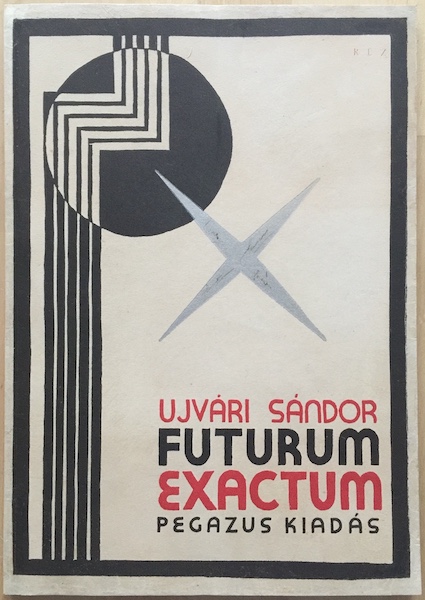 UJVÁRI SÁNDOR
FUTURUM
EXACTUM
PEGAZUS KIADÁS